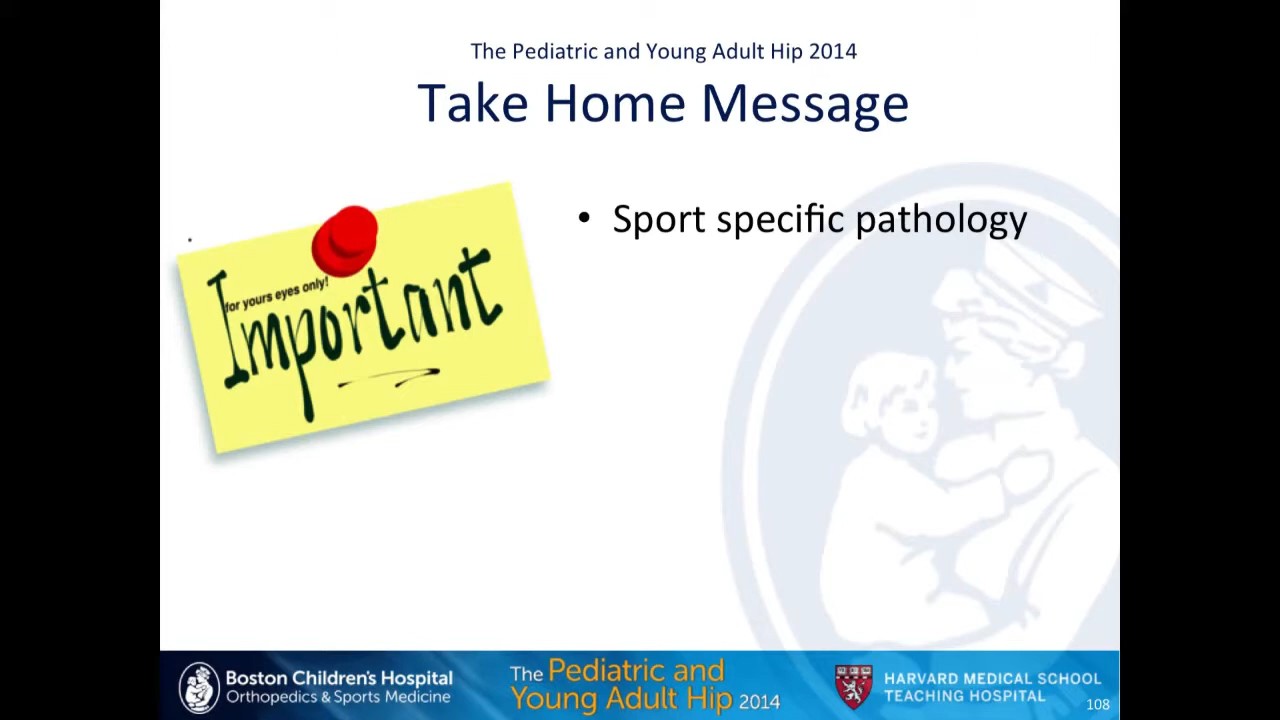 The Pediatric and Young Adult Hip 2014
Take Home Message
• Sport specific pathology
for yours eyes only!
Important
Boston Children's Hospital
Orthopedics & Sports Medicine
The Pediatric and
Young Adult Hip 2014
HARVARD MEDICAL SCHOOL
TEACHING HOSPITAL
108